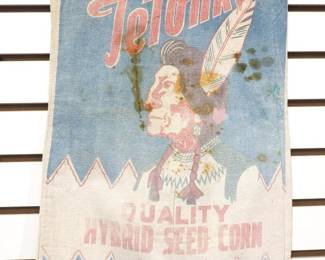 Tetonka
QUALITY
HYBRID SEED CORN